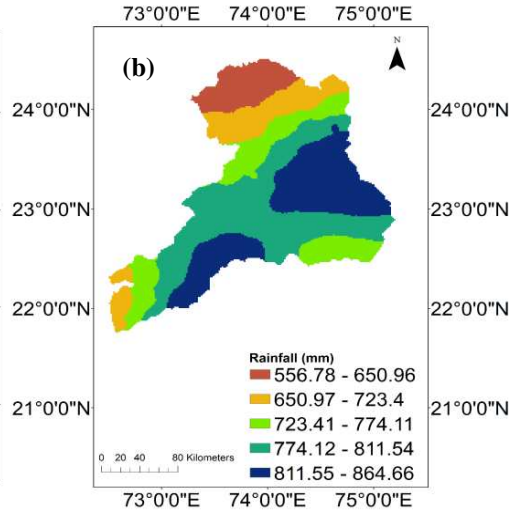 73°0'0"E 74°0'0"E 75°0'0"E
(b)
N
24°0'0"N 24°0'0"N
23°0'0"N 23°0'0"N
22°0'0"N 22°0'0"N
21°0'0"N 21°0'0"N
Rainfall (mm)
556.78 - 650.96
650.97 - 723.4
723.41 - 774.11
774.12 - 811.54
811.55 - 864.66
0 20 40 80 Kilometers
73°0'0"E 74°0'0"E 75°0'0"E